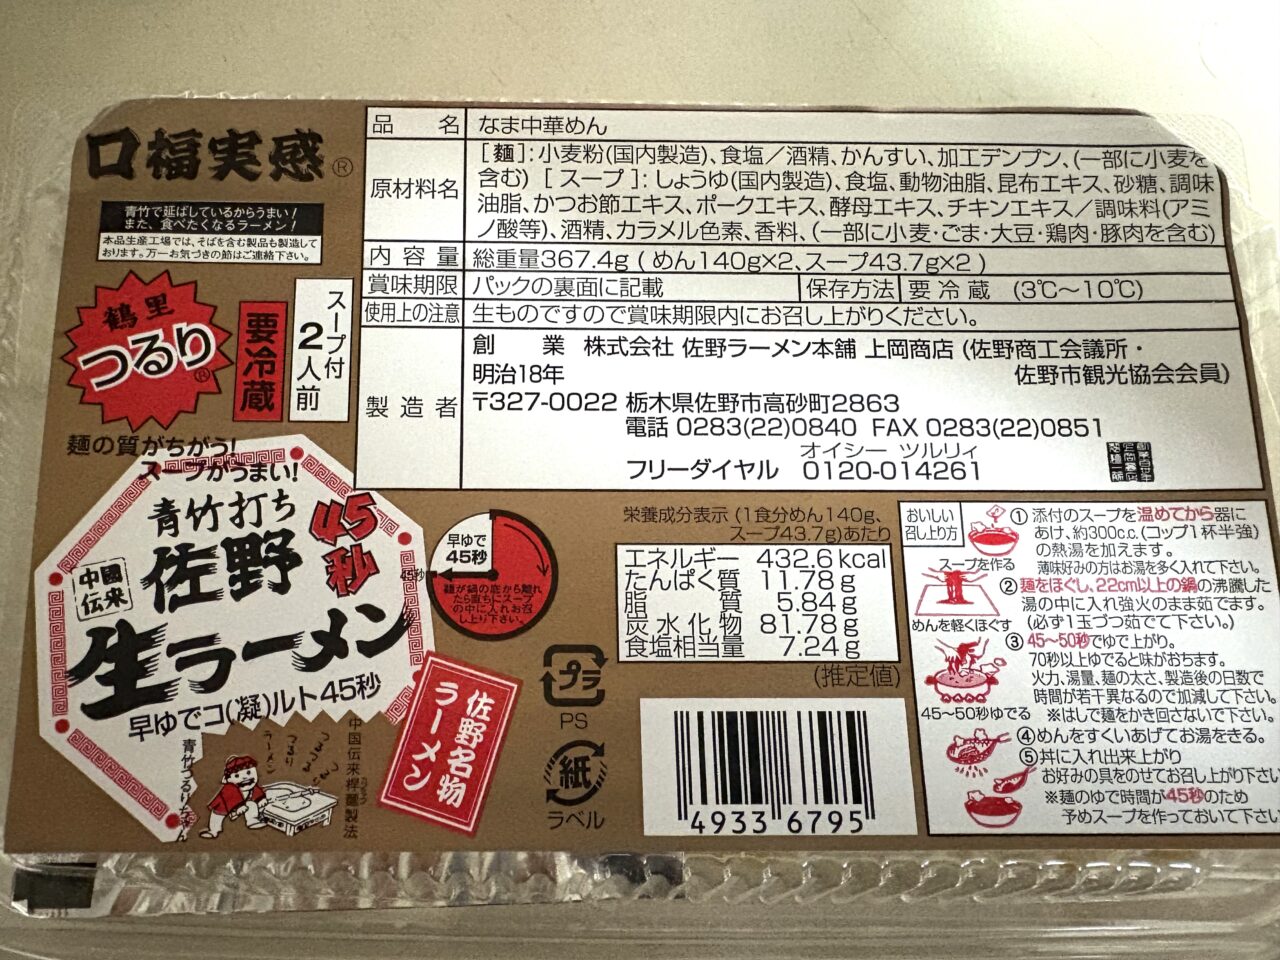 口福実感®
青竹で延ばしているからうまい！
また、食べたくなるラーメン！
本品生産工場では、そばを含む製品も製造して
おります。万一お気づきの節はご連絡下さい。
鶴里
つるり®
要冷蔵
スープ付
2人前
麺の質がちがう！
スープがうまい！
青竹打ち
45秒
佐野
中國
伝来
生ラーメン
早ゆでコ(凝)ルト45秒
早ゆで
45秒
45秒
麺が鍋の底から離れ
たら直ちにスープ
の中に入れお召
し上り下さい。
佐野名物
ラーメン
中国伝来桿麺製法
つるつるっと
つるり
ラーメン
品名 なま中華めん
原材料名
[麺]:小麦粉(国内製造)、食塩／酒精、かんすい、加工デンプン、(一部に小麦を
含む) [スープ]:しょうゆ(国内製造)、食塩、動物油脂、昆布エキス、砂糖、調味
油脂、かつお節エキス、ポークエキス、酵母エキス、チキンエキス／調味料(アミ
ノ酸等)、酒精、カラメル色素、香料、(一部に小麦・ごま・大豆・鶏肉・豚肉を含む)
内容量 総重量367.4g (めん140g×2、スープ43.7g×2)
賞味期限 パックの裏面に記載 保存方法 要冷蔵 (3℃～10℃)
使用上の注意 生ものですので賞味期限内にお召し上がりください。
製造者
創業 株式会社 佐野ラーメン本舗 上岡商店 (佐野商工会議所・
明治18年 佐野市観光協会会員)
〒327-0022 栃木県佐野市高砂町2863
電話 0283(22)0840 FAX 0283(22)0851
オイシー ツルリィ
フリーダイヤル 0120-014261
栄養成分表示 (1食分めん140g、
スープ43.7g)あたり
エネルギー 432.6kcal
たんぱく質 11.78g
脂質 5.84g
炭水化物 81.78g
食塩相当量 7.24g
(推定値)
プラ
PS
紙
ラベル
4933 6795
おいしい
召し上り方
①添付のスープを温めてから器に
あけ、約300c.c.(コップ1杯半強)
の熱湯を加えます。
薄味好みの方はお湯を多く入れて下さい。
スープを作る
②麺をほぐし、22cm以上の鍋の沸騰した
湯の中に入れ強火のまま茹でます。
(必ず1玉づつ茹でて下さい。)
めんを軽くほぐす
③45～50秒でゆで上がり。
70秒以上ゆでると味がおちます。
火力、湯量、麺の太さ、製造後の日数で
時間が若干異なるので加減して下さい。
45～50秒ゆでる
※はしで麺をかき回さないで下さい。
④めんをすくいあげてお湯をきる。
⑤丼に入れ出来上がり
お好みの具をのせてお召し上がり下さい
※麺のゆで時間が45秒のため
予めスープを作っておいて下さい